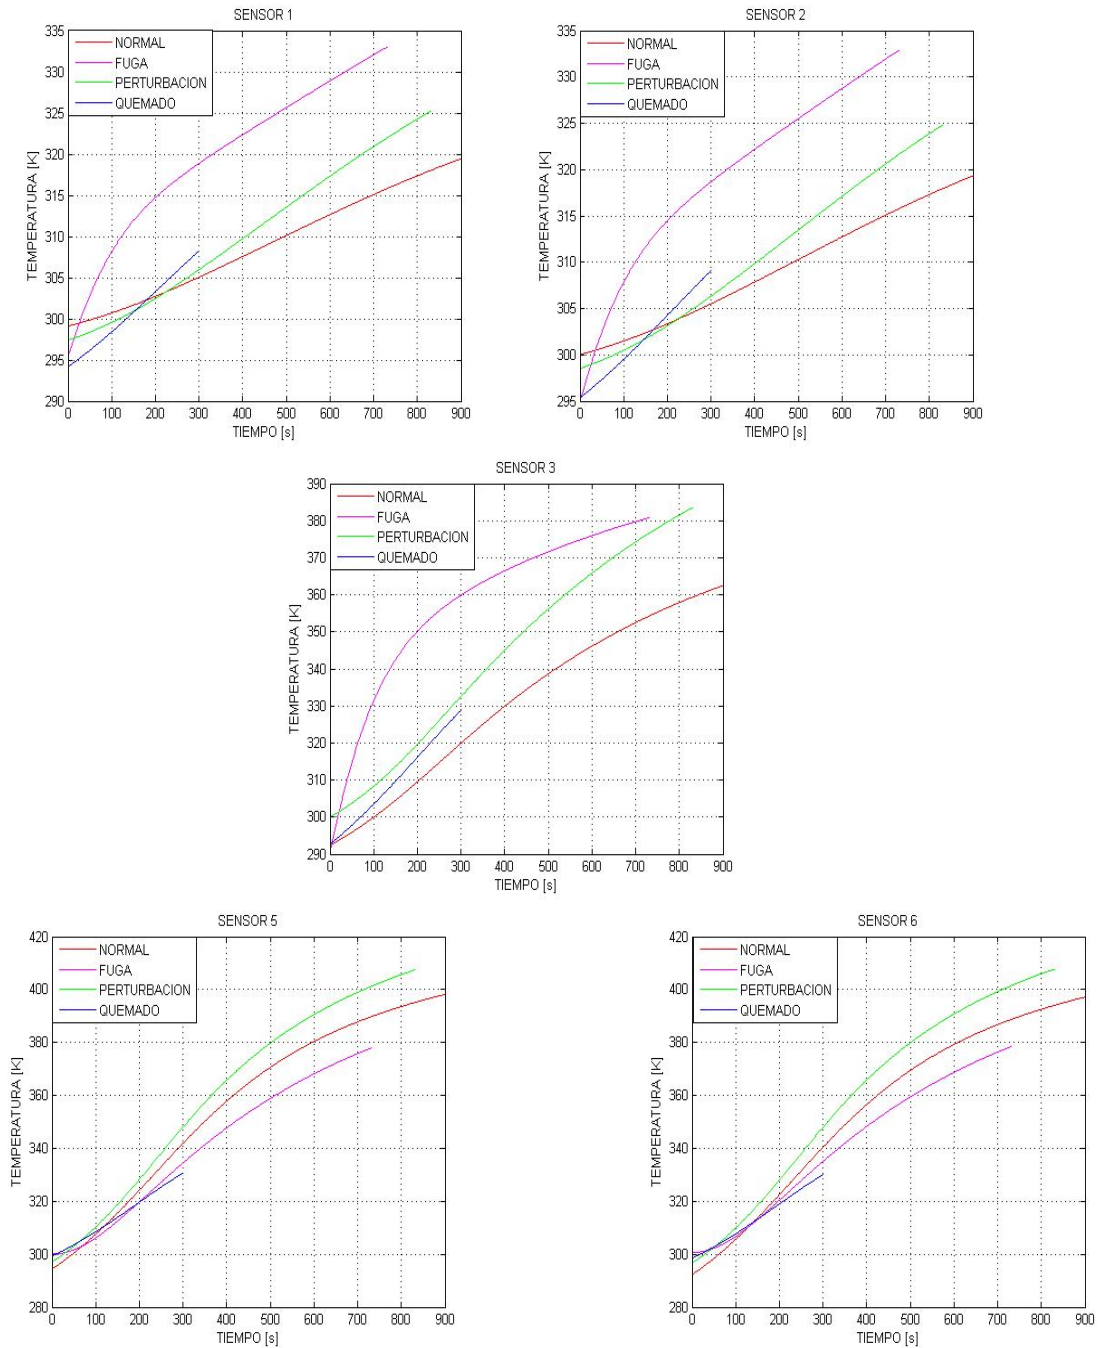 SENSOR 1
NORMAL
FUGA
PERTURBACION
QUEMADO
TEMPERATURA [K]
335
330
325
320
315
310
305
300
295
290
0 100 200 300 400 500 600 700 800 900
TIEMPO [s]
SENSOR 2
NORMAL
FUGA
PERTURBACION
QUEMADO
TEMPERATURA [K]
335
330
325
320
315
310
305
300
295
0 100 200 300 400 500 600 700 800 900
TIEMPO [s]
SENSOR 3
NORMAL
FUGA
PERTURBACION
QUEMADO
TEMPERATURA [K]
390
380
370
360
350
340
330
320
310
300
290
0 100 200 300 400 500 600 700 800 900
TIEMPO [s]
SENSOR 5
NORMAL
FUGA
PERTURBACION
QUEMADO
TEMPERATURA [K]
420
400
380
360
340
320
300
280
0 100 200 300 400 500 600 700 800 900
TIEMPO [s]
SENSOR 6
NORMAL
FUGA
PERTURBACION
QUEMADO
TEMPERATURA [K]
420
400
380
360
340
320
300
280
0 100 200 300 400 500 600 700 800 900
TIEMPO [s]